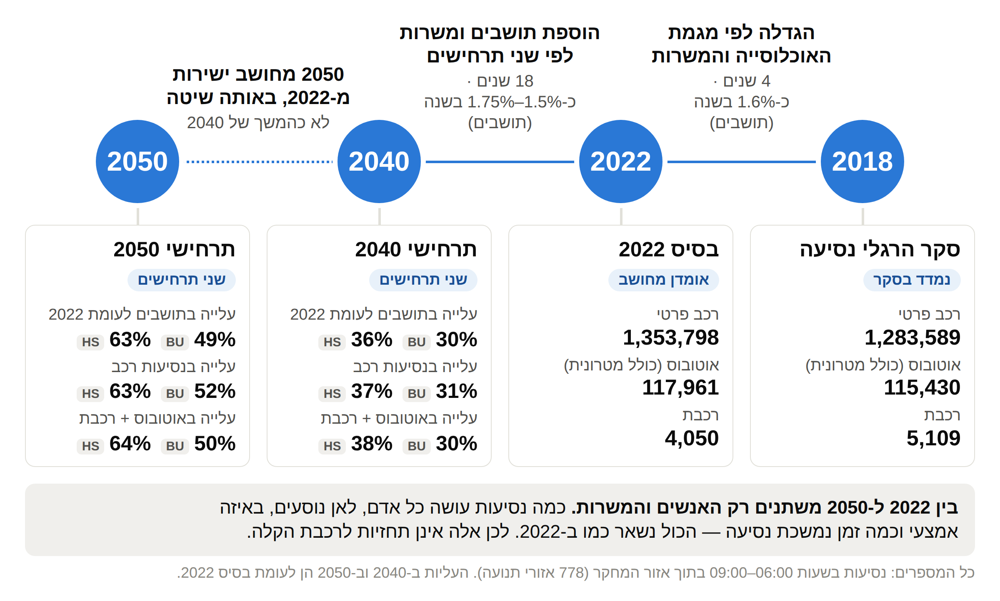 הגדלה לפי מגמת
האוכלוסייה והמשרות
4 שנים ·
כ-1.6% בשנה
(תושבים)
הוספת תושבים ומשרות
לפי שני תרחישים
18 שנים ·
כ-1.5%–1.75% בשנה
(תושבים)
2050 מחושב ישירות
מ-2022, באותה שיטה
לא כהמשך של 2040
2018
2022
2040
2050
סקר הרגלי נסיעה
נמדד בסקר
רכב פרטי
1,283,589
אוטובוס (כולל מטרונית)
115,430
רכבת
5,109
בסיס 2022
אומדן מחושב
רכב פרטי
1,353,798
אוטובוס (כולל מטרונית)
117,961
רכבת
4,050
תרחישי 2040
שני תרחישים
עלייה בתושבים לעומת 2022
30% BU 36% HS
עלייה בנסיעות רכב
31% BU 37% HS
עלייה באוטובוס + רכבת
30% BU 38% HS
תרחישי 2050
שני תרחישים
עלייה בתושבים לעומת 2022
49% BU 63% HS
עלייה בנסיעות רכב
52% BU 63% HS
עלייה באוטובוס + רכבת
50% BU 64% HS
בין 2022 ל-2050 משתנים רק האנשים והמשרות. כמה נסיעות עושה כל אדם, לאן נוסעים, באיזה
אמצעי וכמה זמן נמשכת נסיעה — הכול נשאר כמו ב-2022. לכן אלה אינן תחזיות לרכבת הקלה.
כל המספרים: נסיעות בשעות 06:00–09:00 בתוך אזור המחקר (778 אזורי תנועה). העליות ב-2040 וב-2050 הן לעומת בסיס 2022.